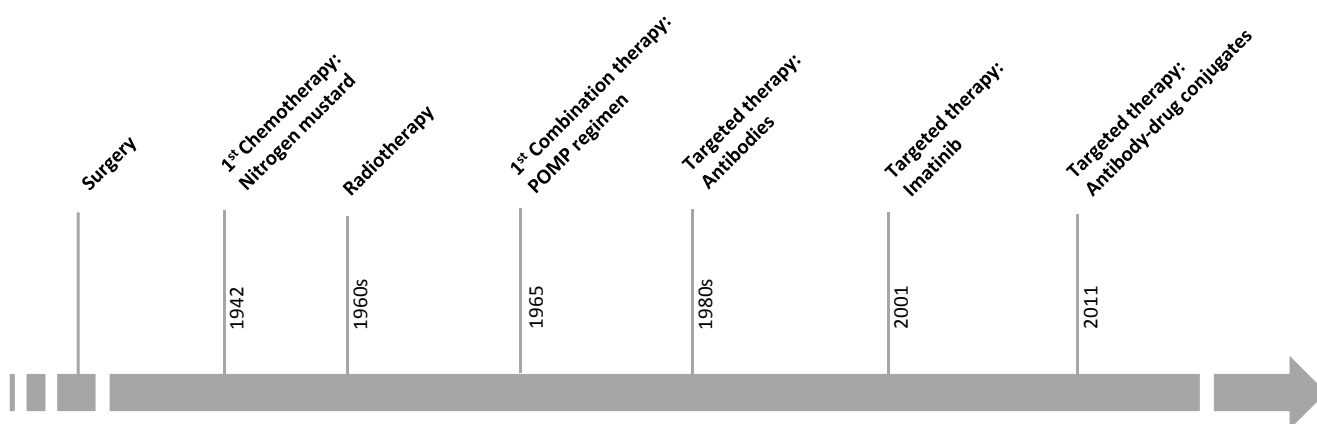 Surgery
1st Chemotherapy:
Nitrogen mustard
Radiotherapy
1st Combination therapy:
POMP regimen
Targeted therapy:
Antibodies
Targeted therapy:
Imatinib
Targeted therapy:
Antibody-drug conjugates
1942
1960s
1965
1980s
2001
2011